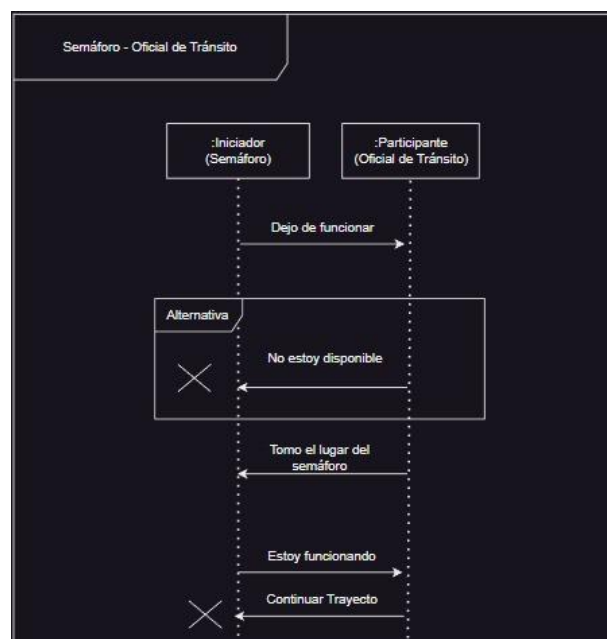 Semáforo - Oficial de Tránsito
:Iniciador
(Semáforo)
:Participante
(Oficial de Tránsito)
Dejo de funcionar
Alternativa
No estoy disponible
Tomo el lugar del
semáforo
Estoy funcionando
Continuar Trayecto